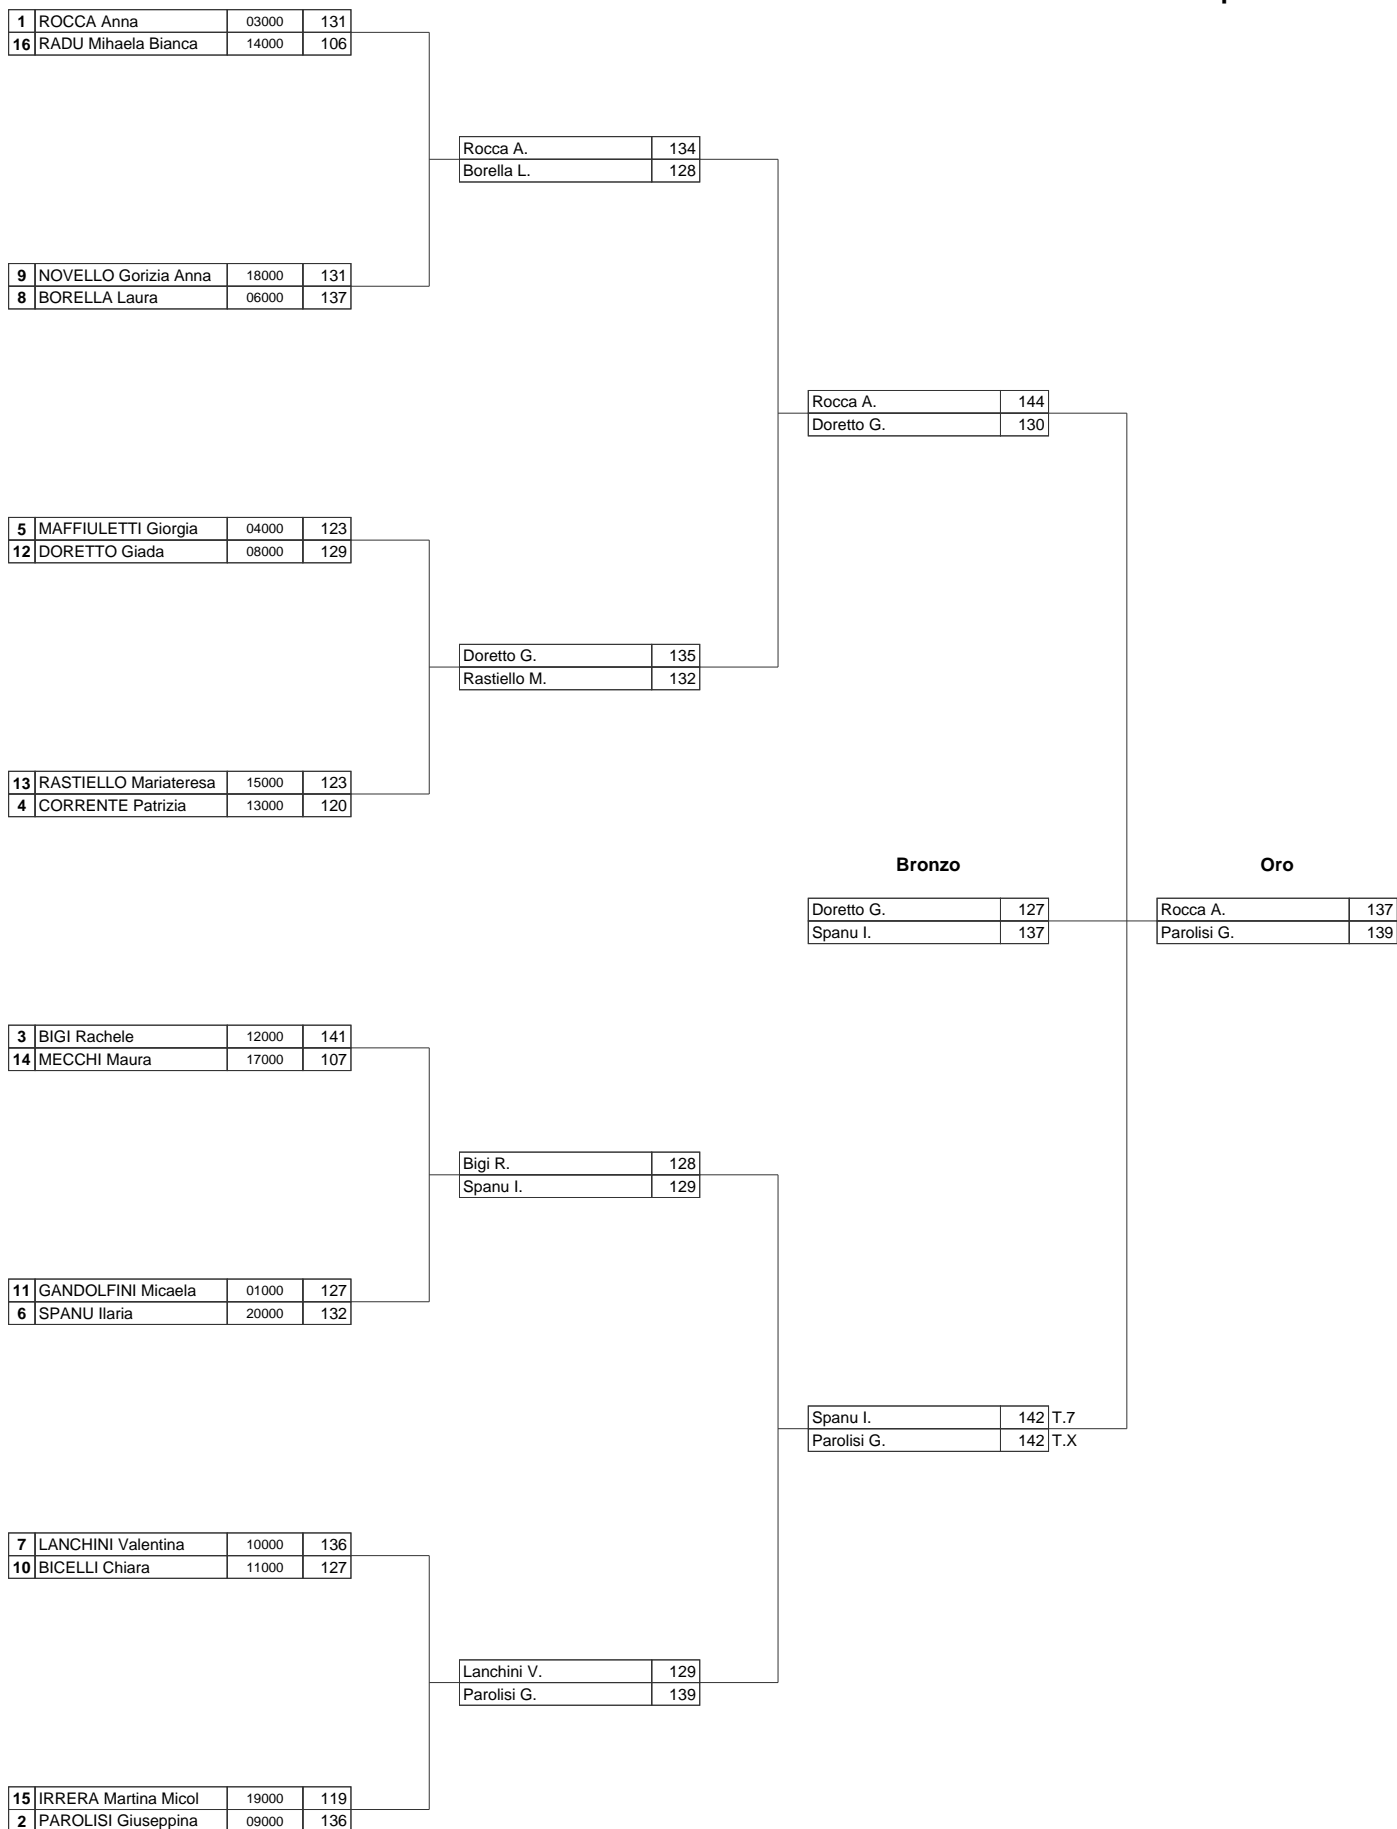 1 ROCCA Anna 03000 131
16 RADU Mihaela Bianca 14000 106
Rocca A. 134
Borella L. 128
9 NOVELLO Gorizia Anna 18000 131
8 BORELLA Laura 06000 137
Rocca A. 144
Doretto G. 130
5 MAFFIULETTI Giorgia 04000 123
12 DORETTO Giada 08000 129
Doretto G. 135
Rastiello M. 132
13 RASTIELLO Mariateresa 15000 123
4 CORRENTE Patrizia 13000 120
Bronzo Oro
Doretto G. 127 Rocca A. 137
Spanu I. 137 Parolisi G. 139
3 BIGI Rachele 12000 141
14 MECCHI Maura 17000 107
Bigi R. 128
Spanu I. 129
11 GANDOLFINI Micaela 01000 127
6 SPANU Ilaria 20000 132
Spanu I. 142 T.7
Parolisi G. 142 T.X
7 LANCHINI Valentina 10000 136
10 BICELLI Chiara 11000 127
Lanchini V. 129
Parolisi G. 139
15 IRRERA Martina Micol 19000 119
2 PAROLISI Giuseppina 09000 136